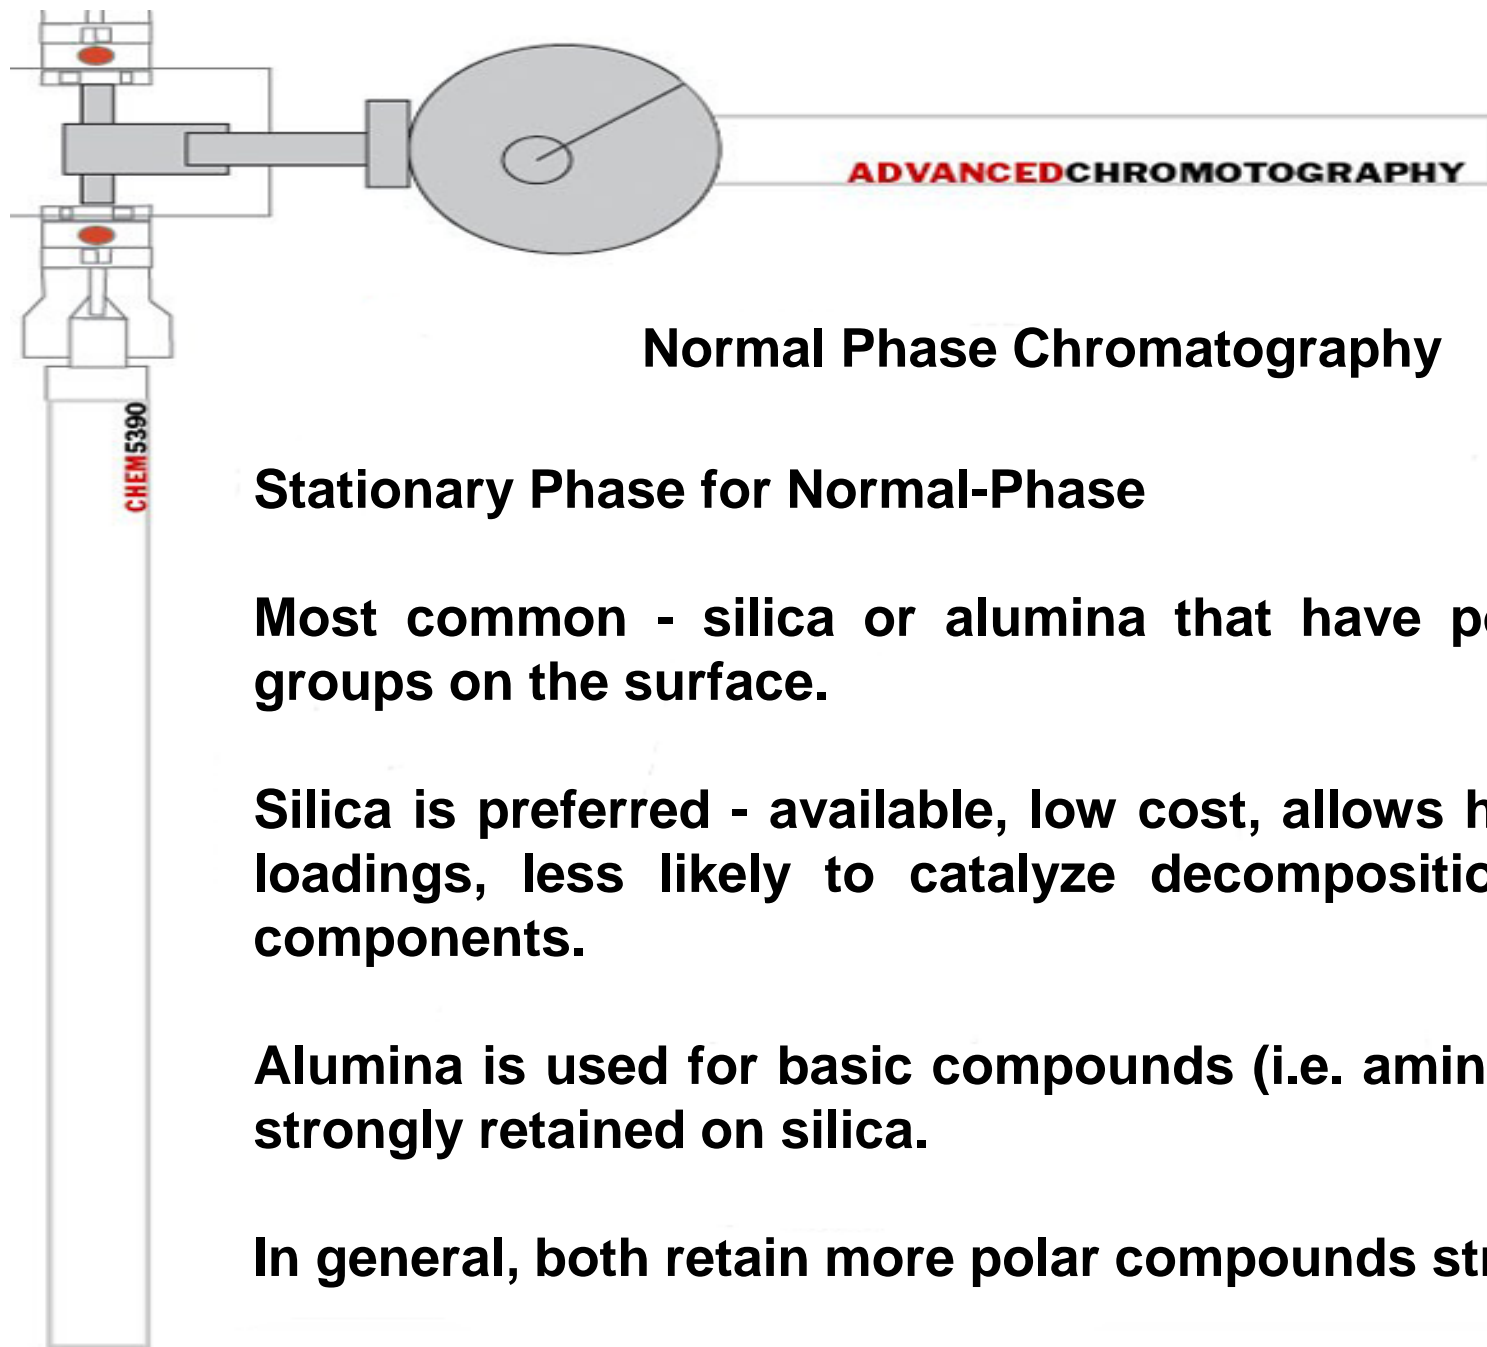 ADVANCEDCHROMOTOGRAPHY
Normal Phase Chromatography
CHEM5390
Stationary Phase for Normal-Phase
Most common - silica or alumina that have
groups on the surface.
Silica is preferred - available, low cost, allows
loadings, less likely to catalyze
components.
Alumina is used for basic compounds (i.e.
strongly retained on silica.
In general, both retain more polar compounds